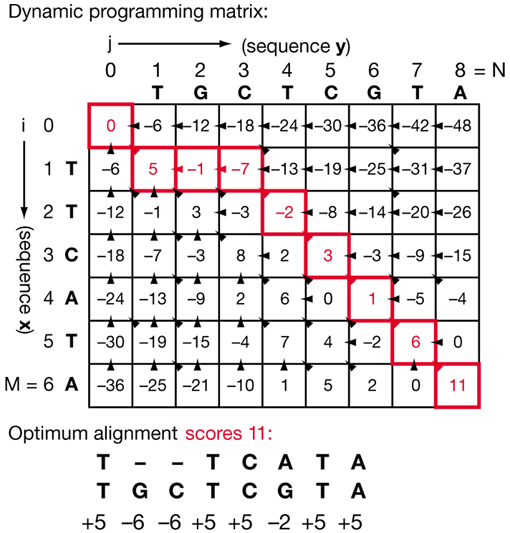 Dynamic programming matrix:
j (sequence y)
0 1 2 3 4 5 6 7 8 = N
T G C T C G T A
i 0 0 −6 −12 −18 −24 −30 −36 −42 −48
1 T −6 5 −1 −7 −13 −19 −25 −31 −37
2 T −12 −1 3 −3 −2 −8 −14 −20 −26
3 C −18 −7 −3 8 2 3 −3 −9 −15
4 A −24 −13 −9 2 6 0 1 −5 −4
5 T −30 −19 −15 −4 7 4 −2 6 0
M = 6 A −36 −25 −21 −10 1 5 2 0 11
(sequence x)
Optimum alignment scores 11:
T – – T C A T A
T G C T C G T A
+5 −6 −6 +5 +5 −2 +5 +5